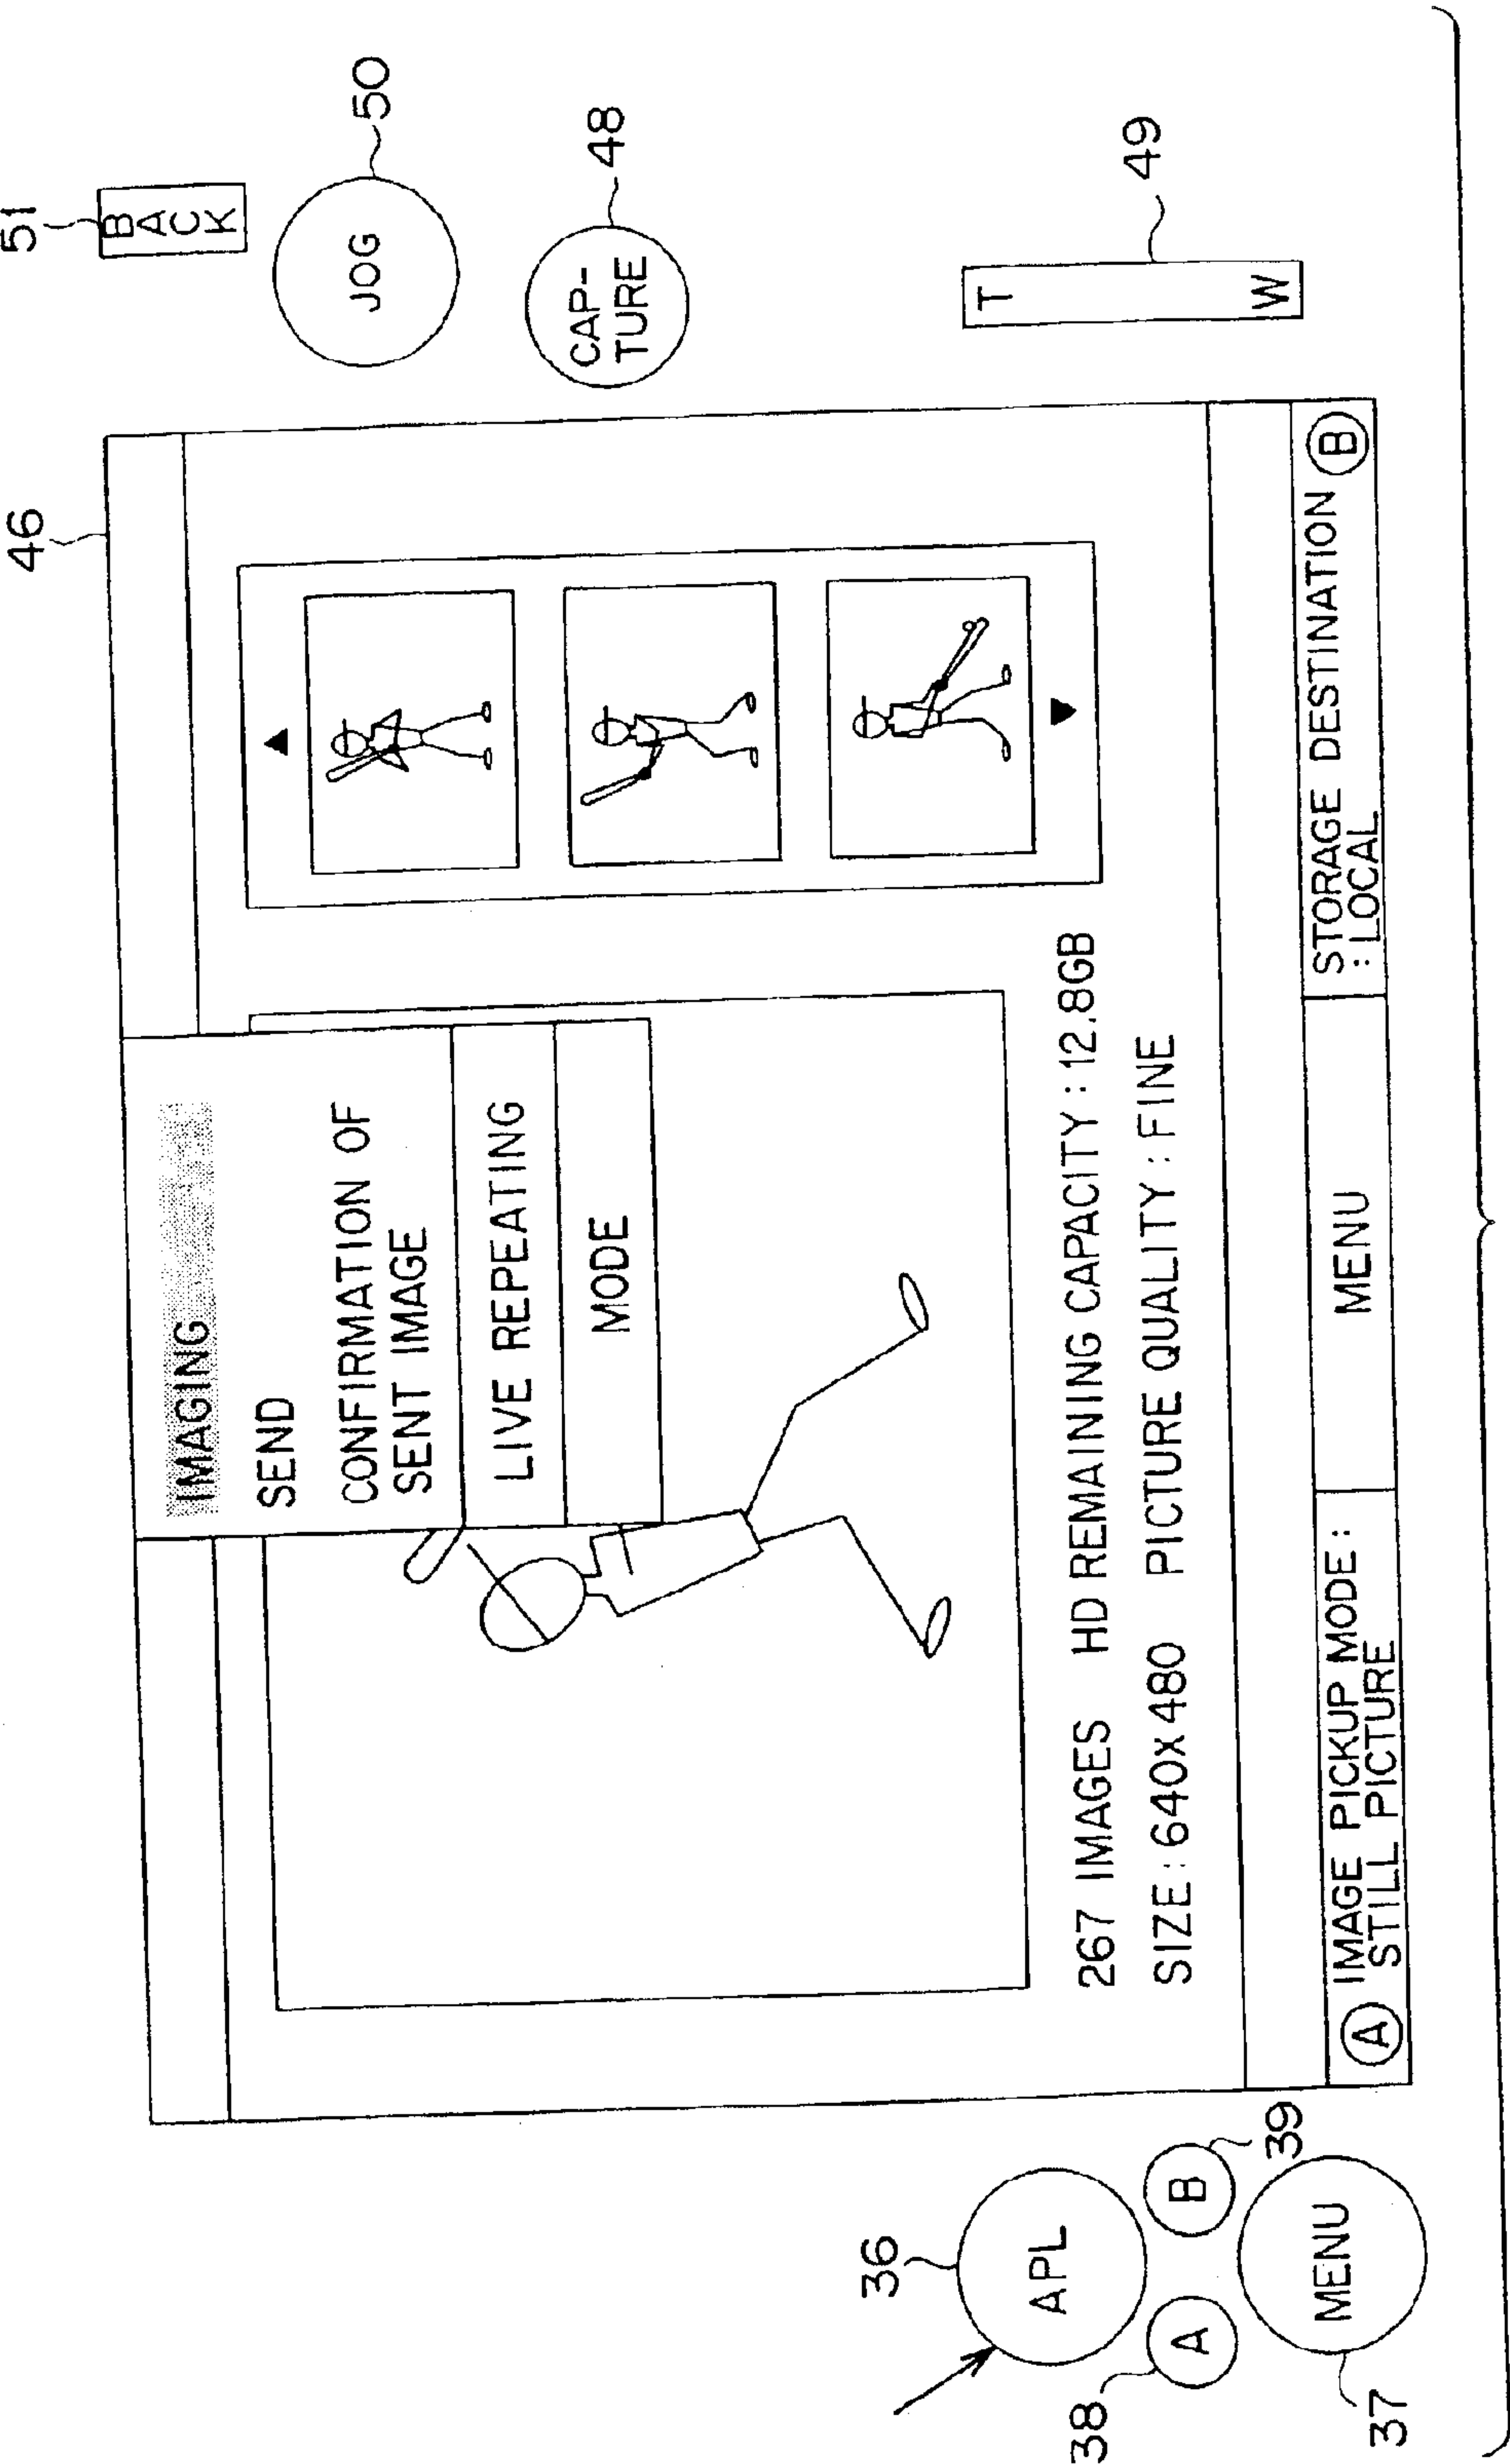 46
51
BACK
50
JOG
48
CAP-
TURE
49
T
W
IMAGING
SEND
CONFIRMATION OF
SENT IMAGE
LIVE REPEATING
MODE
267 IMAGES HD REMAINING CAPACITY : 12.8GB
SIZE : 640x480 PICTURE QUALITY : FINE
A IMAGE PICKUP MODE :
STILL PICTURE
MENU
STORAGE DESTINATION B
: LOCAL
36
APL
38
A
B
39
MENU
37